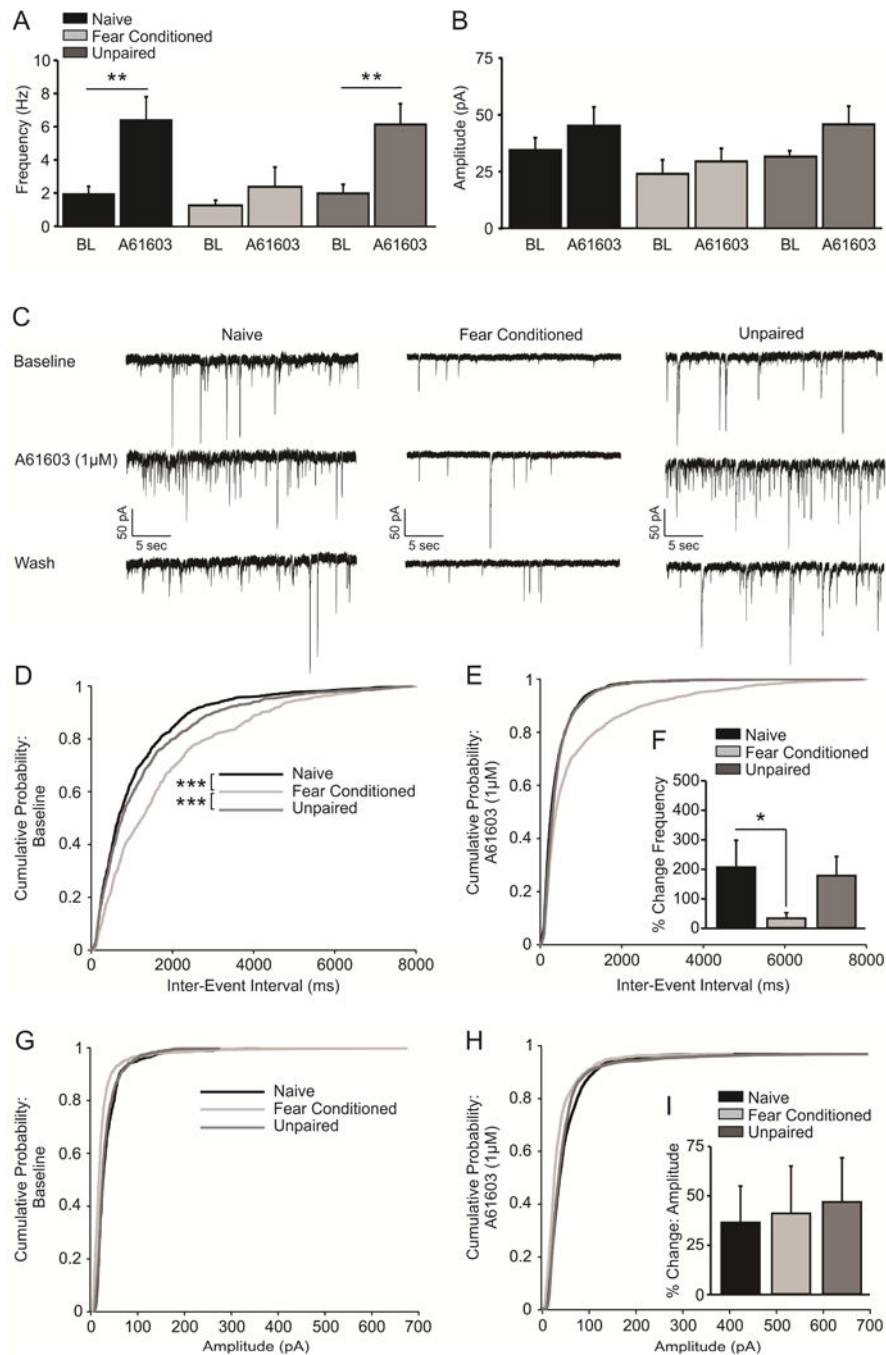 A
Naive
Fear Conditioned
Unpaired
Frequency (Hz)
10
8
6
4
2
0
**
**
BL A61603 BL A61603 BL A61603
B
Amplitude (pA)
75
50
25
0
BL A61603 BL A61603 BL A61603
C
Naive Fear Conditioned Unpaired
Baseline
A61603 (1µM)
50 pA
5 sec
50 pA
5 sec
50 pA
5 sec
Wash
D
Cumulative Probability:
Baseline
1
0.8
0.6
0.4
0.2
0
***
***
Naive
Fear Conditioned
Unpaired
0 2000 4000 6000 8000
Inter-Event Interval (ms)
E
Cumulative Probability:
A61603 (1µM)
1
0.8
0.6
0.4
0.2
0
0 2000 4000 6000 8000
Inter-Event Interval (ms)
F
Naive
Fear Conditioned
Unpaired
% Change Frequency
500
400
300
200
100
0
*
G
Cumulative Probability:
Baseline
1
0.8
0.6
0.4
0.2
0
Naive
Fear Conditioned
Unpaired
0 100 200 300 400 500 600 700
Amplitude (pA)
H
Cumulative Probability:
A61603 (1µM)
1
0.8
0.6
0.4
0.2
0
0 100 200 300 400 500 600 700
Amplitude (pA)
I
Naive
Fear Conditioned
Unpaired
% Change: Amplitude
75
50
25
0